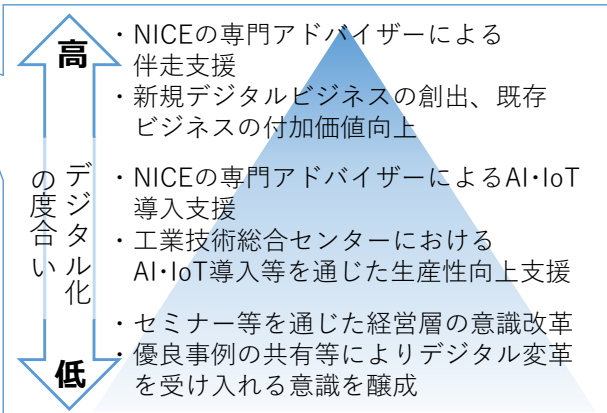 高
・NICEの専門アドバイザーによる
伴走支援
・新規デジタルビジネスの創出、既存
ビジネスの付加価値向上
デジタル化
の度合い
・NICEの専門アドバイザーによるAI・IoT
導入支援
・工業技術総合センターにおける
AI・IoT導入等を通じた生産性向上支援
・セミナー等を通じた経営層の意識改革
・優良事例の共有等によりデジタル変革
を受け入れる意識を醸成
低